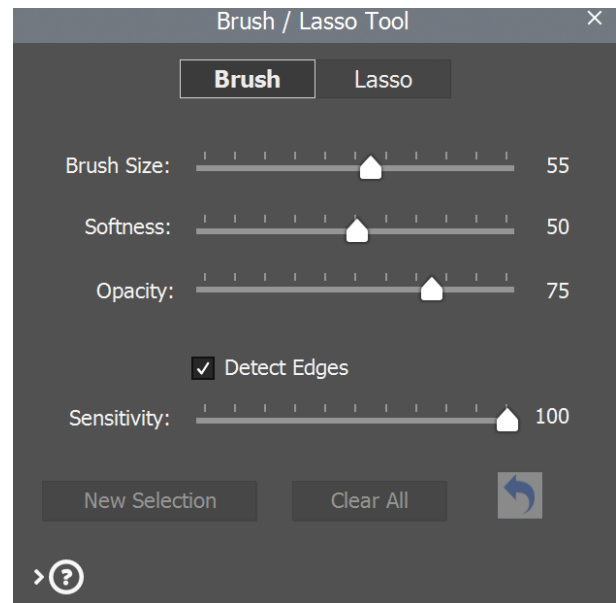 Brush / Lasso Tool
Brush Lasso
Brush Size: 55
Softness: 50
Opacity: 75
Detect Edges
Sensitivity: 100
New Selection Clear All